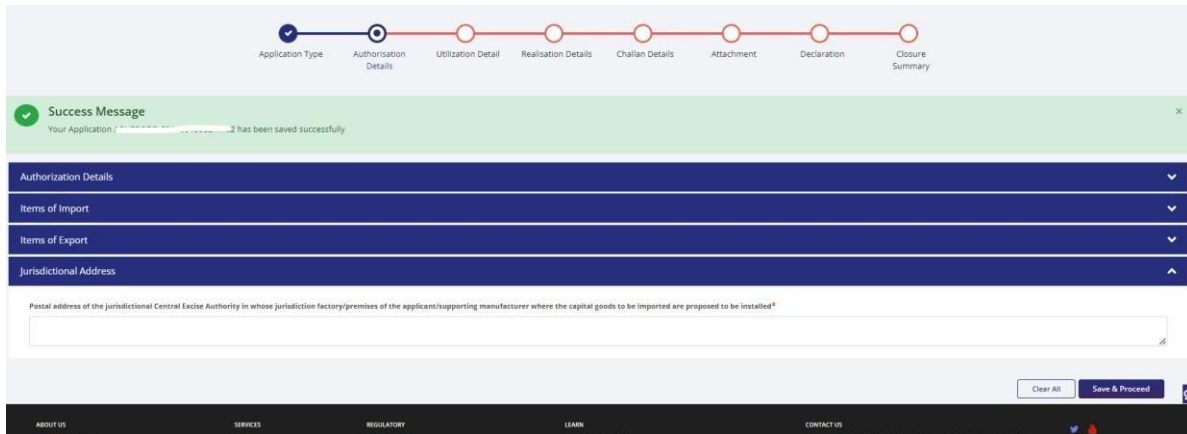 Application Type
Authorisation
Details
Utilization Detail
Realisation Details
Challan Details
Attachment
Declaration
Closure
Summary
Success Message
Your Application 2 has been saved successfully
Authorization Details
Items of Import
Items of Export
Jurisdictional Address
Postal address of the jurisdictional Central Excise Authority in whose jurisdiction factory/premises of the applicant/supporting manufacturer where the capital goods to be imported are proposed to be installed*
Clear All
Save & Proceed
ABOUT US
SERVICES
REGULATORY
LEARN
CONTACT US